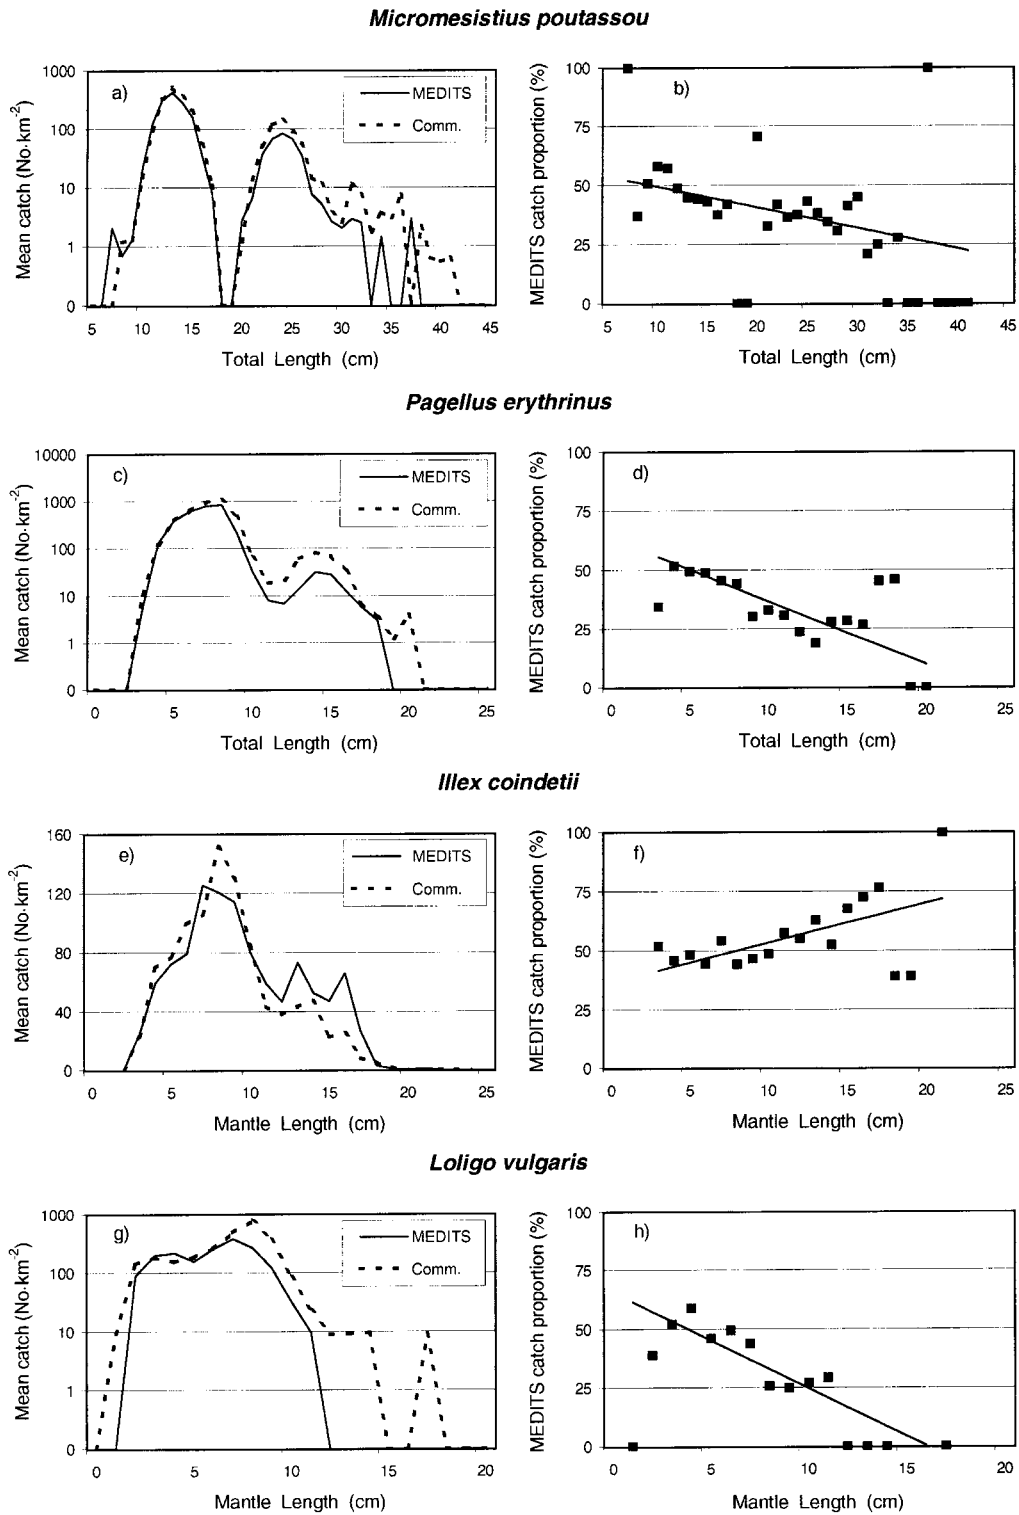 Micromesistius poutassou
a)
MEDITS
Comm.
Mean catch (No·km-2)
1000
100
10
1
0
5 10 15 20 25 30 35 40 45
Total Length (cm)
b)
MEDITS catch proportion (%)
100
75
50
25
0
5 10 15 20 25 30 35 40 45
Total Length (cm)
Pagellus erythrinus
c)
MEDITS
Comm.
Mean catch (No·km-2)
10000
1000
100
10
1
0
0 5 10 15 20 25
Total Length (cm)
d)
MEDITS catch proportion (%)
100
75
50
25
0
0 5 10 15 20 25
Total Length (cm)
Illex coindetii
e)
MEDITS
Comm.
Mean catch (No·km-2)
160
120
80
40
0
0 5 10 15 20 25
Mantle Length (cm)
f)
MEDITS catch proportion (%)
100
75
50
25
0
0 5 10 15 20 25
Mantle Length (cm)
Loligo vulgaris
g)
MEDITS
Comm.
Mean catch (No·km-2)
1000
100
10
1
0
0 5 10 15 20
Mantle Length (cm)
h)
MEDITS catch proportion (%)
100
75
50
25
0
0 5 10 15 20
Mantle Length (cm)